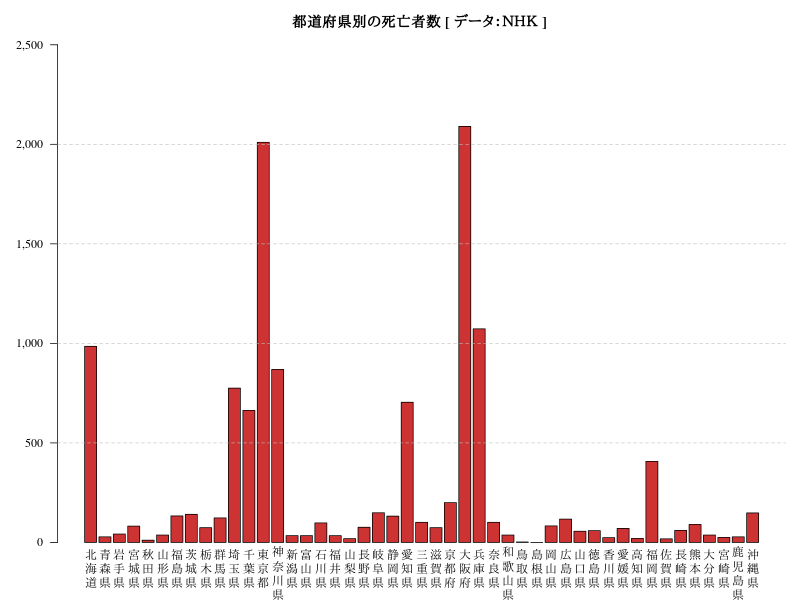 都道府県別の死亡者数 [ データ：NHK ]
2,500
2,000
1,500
1,000
500
0
北海道
青森県
岩手県
宮城県
秋田県
山形県
福島県
茨城県
栃木県
群馬県
埼玉県
千葉県
東京都
神奈川県
新潟県
富山県
石川県
福井県
山梨県
長野県
岐阜県
静岡県
愛知県
三重県
滋賀県
京都府
大阪府
兵庫県
奈良県
和歌山県
鳥取県
島根県
岡山県
広島県
山口県
徳島県
香川県
愛媛県
高知県
福岡県
佐賀県
長崎県
熊本県
大分県
宮崎県
鹿児島県
沖縄県